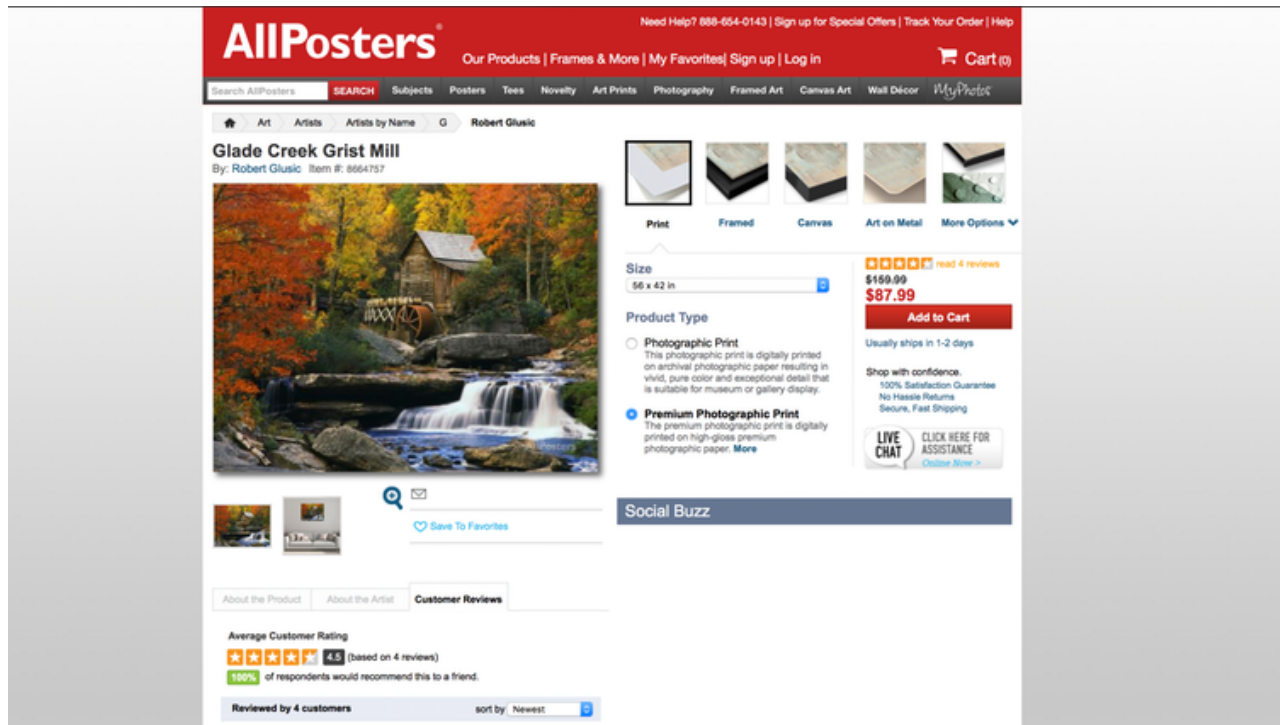 Need Help? 888-654-0143 | Sign up for Special Offers | Track Your Order | Help
AllPosters®
Our Products | Frames & More | My Favorites| Sign up | Log in
Cart (0)
Search AllPosters
SEARCH
Subjects
Posters
Tees
Novelty
Art Prints
Photography
Framed Art
Canvas Art
Wall Décor
MyPhotos
Art
Artists
Artists by Name
G
Robert Glusic
Glade Creek Grist Mill
By: Robert Glusic Item #: 8664757
AllPosters
Save To Favorites
Print
Framed
Canvas
Art on Metal
More Options
Size
56 x 42 in
Product Type
Photographic Print
This photographic print is digitally printed
on archival photographic paper resulting in
vivid, pure color and exceptional detail that
is suitable for museum or gallery display.
Premium Photographic Print
The premium photographic print is digitally
printed on high-gloss premium
photographic paper. More
read 4 reviews
$159.99
$87.99
Add to Cart
Usually ships in 1-2 days
Shop with confidence.
100% Satisfaction Guarantee
No Hassle Returns
Secure, Fast Shipping
LIVE CHAT
CLICK HERE FOR
ASSISTANCE
Online Now >
Social Buzz
About the Product
About the Artist
Customer Reviews
Average Customer Rating
4.5 (based on 4 reviews)
100% of respondents would recommend this to a friend.
Reviewed by 4 customers
sort by Newest